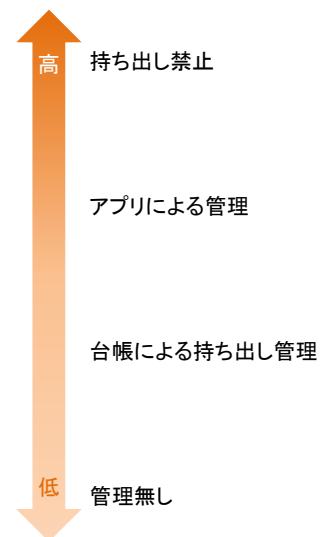 高
持ち出し禁止
アプリによる管理
台帳による持ち出し管理
低
管理無し